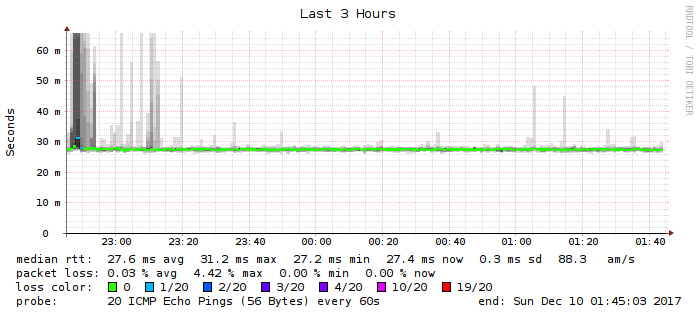 Last 3 Hours
RRDTOOL / TOBI OETIKER
Seconds
60 m
50 m
40 m
30 m
20 m
10 m
0
23:00 23:20 23:40 00:00 00:20 00:40 01:00 01:20 01:40
median rtt: 27.6 ms avg 31.2 ms max 27.2 ms min 27.4 ms now 0.3 ms sd 88.3 am/s
packet loss: 0.03 % avg 4.42 % max 0.00 % min 0.00 % now
loss color: 0 1/20 2/20 3/20 4/20 10/20 19/20
probe: 20 ICMP Echo Pings (56 Bytes) every 60s end: Sun Dec 10 01:45:03 2017